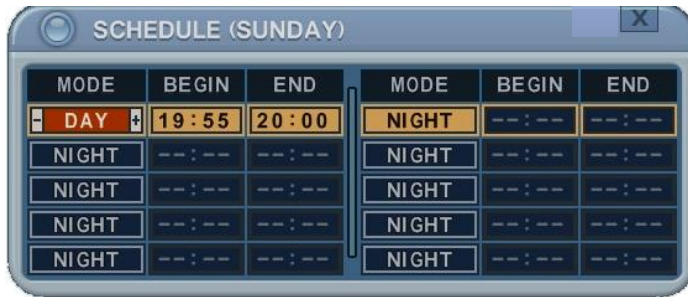 SCHEDULE (SUNDAY) X
MODE BEGIN END MODE BEGIN END
- DAY + 19:55 20:00 NIGHT --:-- --:--
NIGHT --:-- --:-- NIGHT --:-- --:--
NIGHT --:-- --:-- NIGHT --:-- --:--
NIGHT --:-- --:-- NIGHT --:-- --:--
NIGHT --:-- --:-- NIGHT --:-- --:--